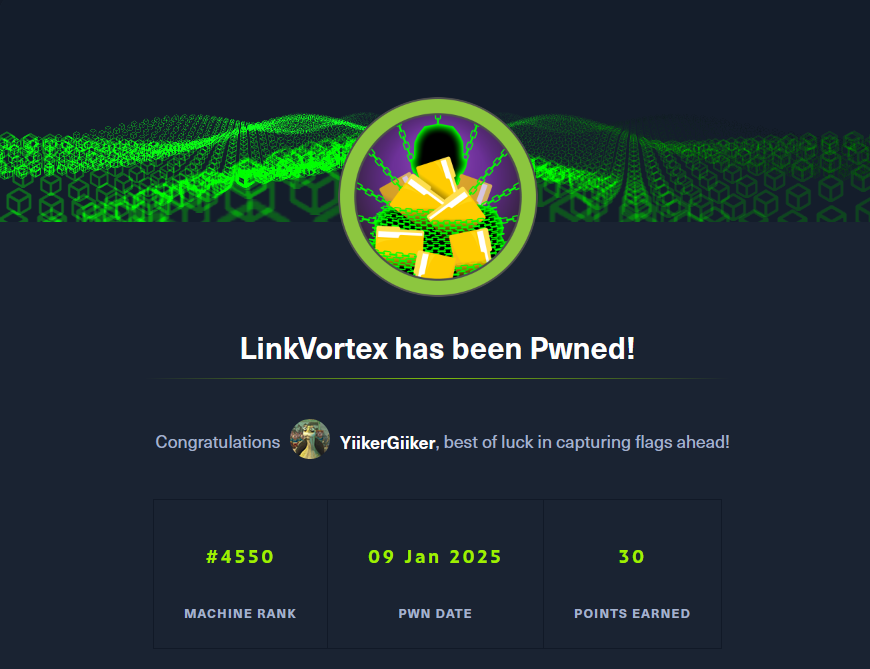 LinkVortex has been Pwned!
Congratulations YiikerGiiker, best of luck in capturing flags ahead!
#4550 09 Jan 2025 30
MACHINE RANK PWN DATE POINTS EARNED